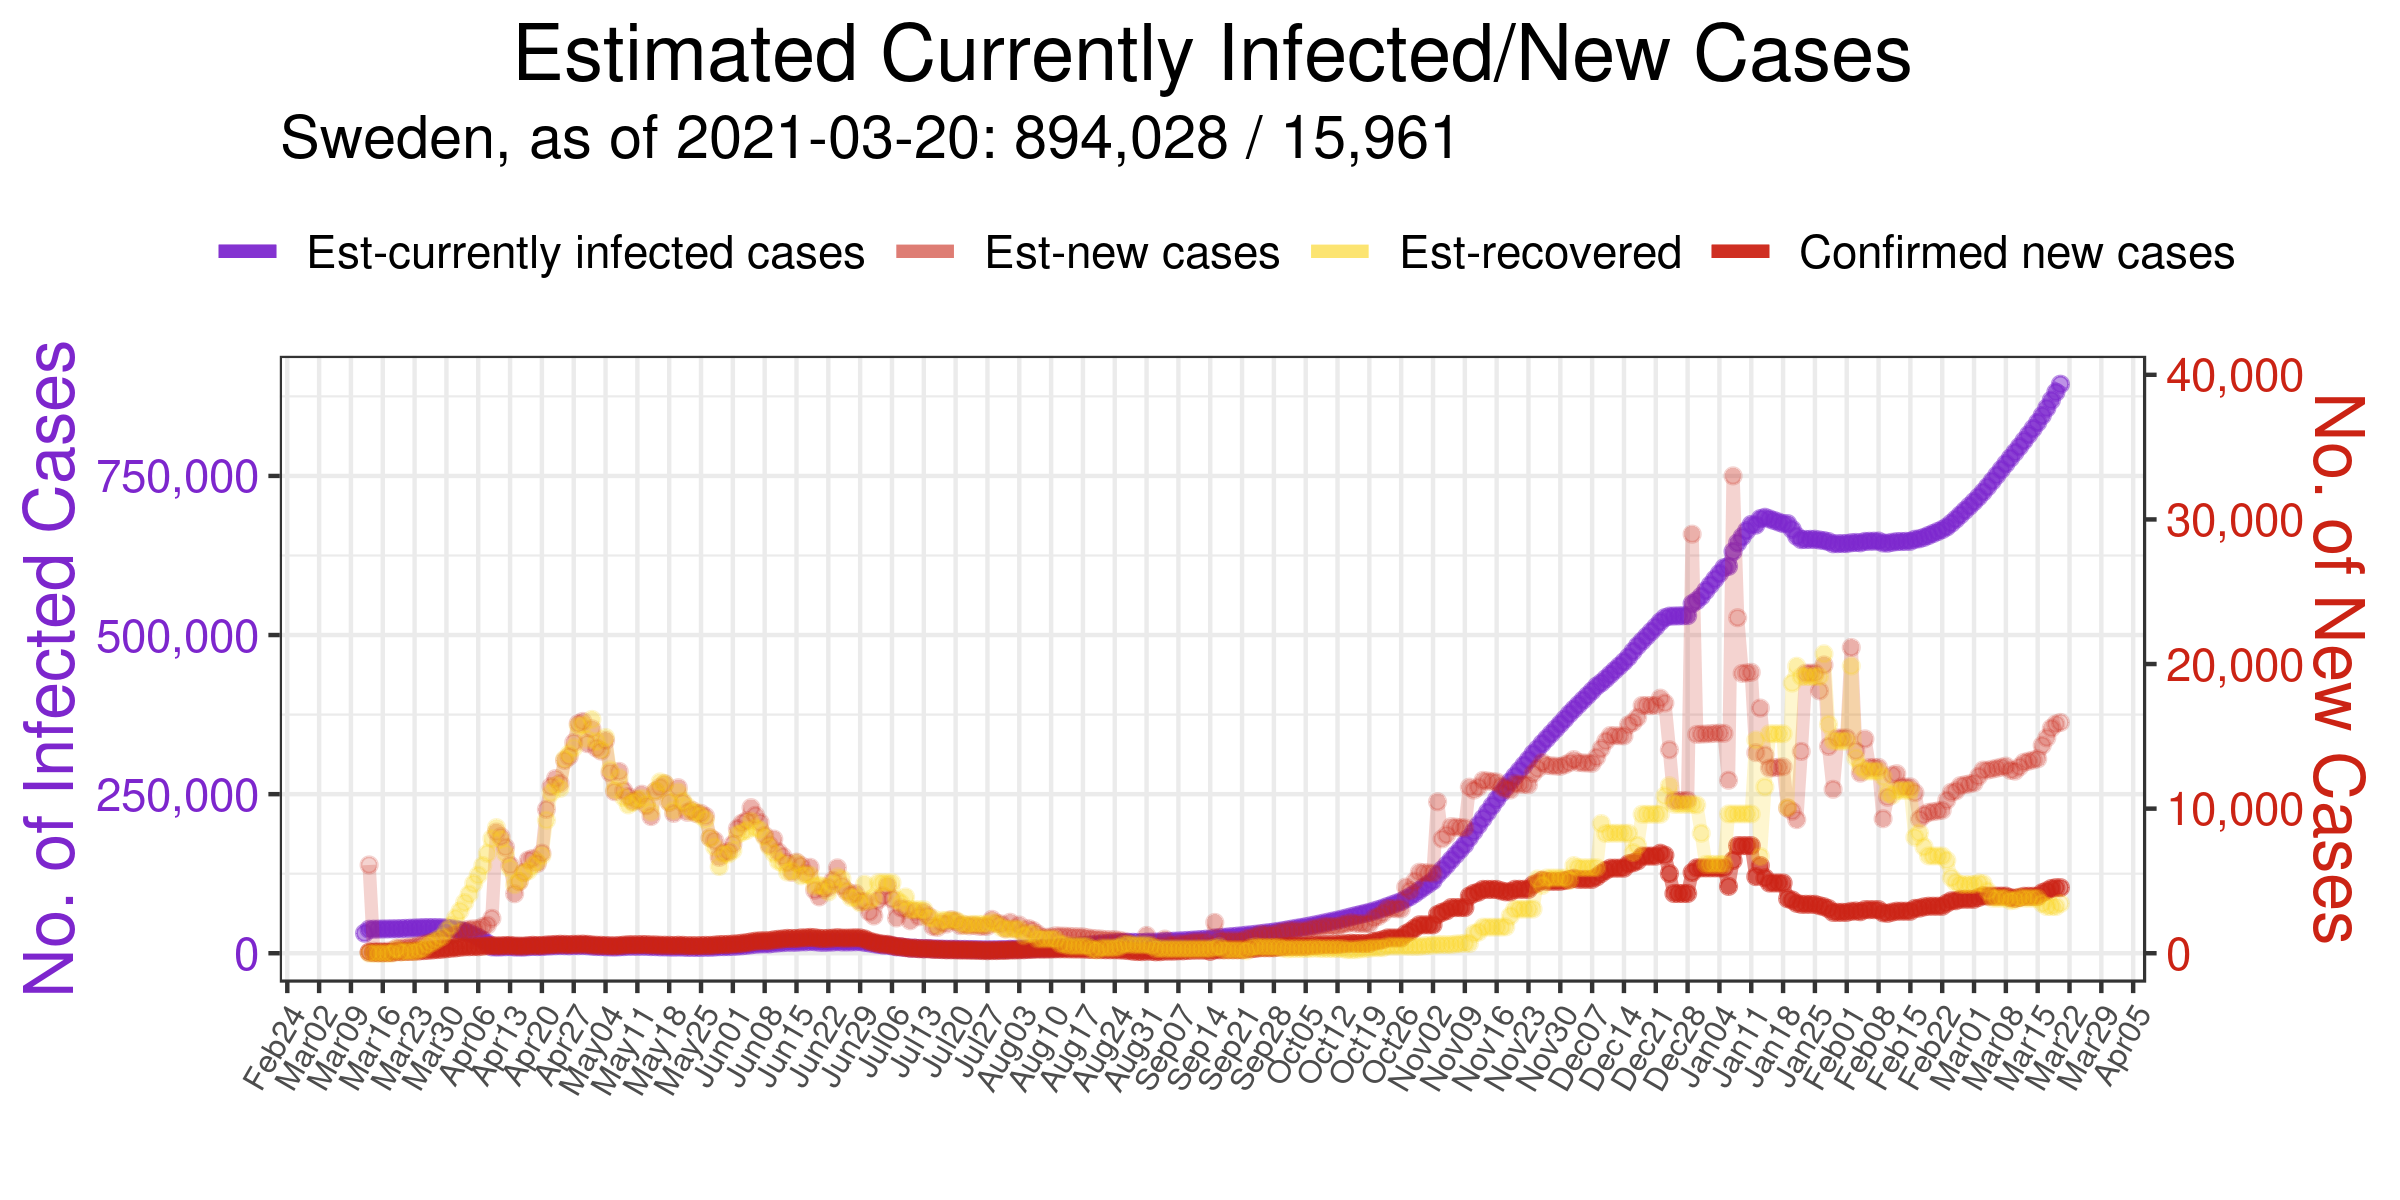 Estimated Currently Infected/New Cases
Sweden, as of 2021-03-20: 894,028 / 15,961
Est-currently infected cases Est-new cases Est-recovered Confirmed new cases
No. of Infected Cases
750,000
500,000
250,000
0
40,000
30,000
20,000
10,000
0
No. of New Cases
Feb24 Mar02 Mar09 Mar16 Mar23 Mar30 Apr06 Apr13 Apr20 Apr27 May04 May11 May18 May25 Jun01 Jun08 Jun15 Jun22 Jun29 Jul06 Jul13 Jul20 Jul27 Aug03 Aug10 Aug17 Aug24 Aug31 Sep07 Sep14 Sep21 Sep28 Oct05 Oct12 Oct19 Oct26 Nov02 Nov09 Nov16 Nov23 Nov30 Dec07 Dec14 Dec21 Dec28 Dec04 Jan11 Jan18 Jan25 Feb01 Feb08 Feb15 Feb22 Mar01 Mar08 Mar15 Mar22 Mar29 Apr05